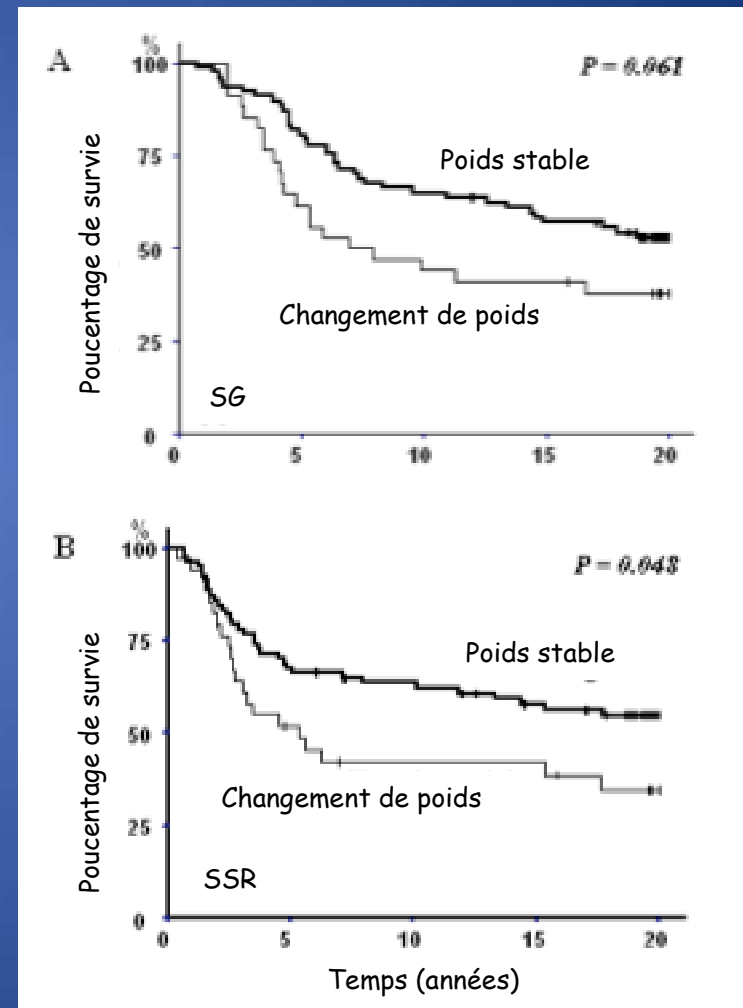 A
%
P = 0.061
100
75
50
25
0
Poucentage de survie
Poids stable
Changement de poids
SG
0 5 10 15 20
B
%
P = 0.048
100
75
50
25
0
Poucentage de survie
Poids stable
Changement de poids
SSR
0 5 10 15 20
Temps (années)